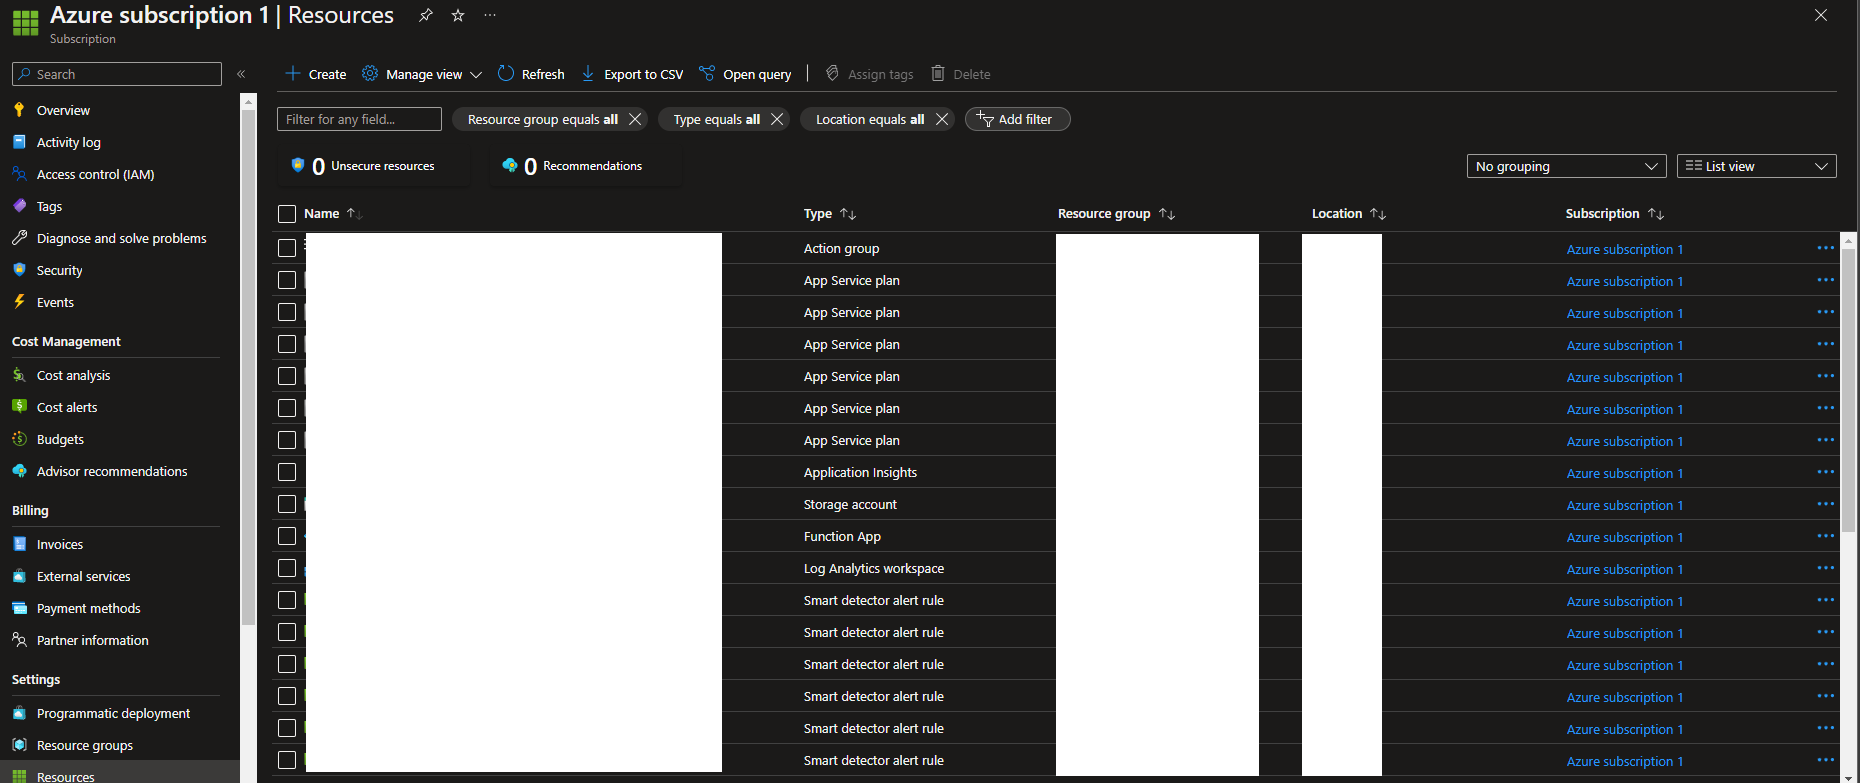 Azure subscription 1 | Resources
Subscription
Search
Overview
Activity log
Access control (IAM)
Tags
Diagnose and solve problems
Security
Events
Cost Management
Cost analysis
Cost alerts
Budgets
Advisor recommendations
Billing
Invoices
External services
Payment methods
Partner information
Settings
Programmatic deployment
Resource groups
Resources
Create Manage view Refresh Export to CSV Open query Assign tags Delete
Filter for any field... Resource group equals all Type equals all Location equals all Add filter
0 Unsecure resources 0 Recommendations No grouping List view
Name Type Resource group Location Subscription
Action group Azure subscription 1
App Service plan Azure subscription 1
App Service plan Azure subscription 1
App Service plan Azure subscription 1
App Service plan Azure subscription 1
App Service plan Azure subscription 1
App Service plan Azure subscription 1
Application Insights Azure subscription 1
Storage account Azure subscription 1
Function App Azure subscription 1
Log Analytics workspace Azure subscription 1
Smart detector alert rule Azure subscription 1
Smart detector alert rule Azure subscription 1
Smart detector alert rule Azure subscription 1
Smart detector alert rule Azure subscription 1
Smart detector alert rule Azure subscription 1
Smart detector alert rule Azure subscription 1